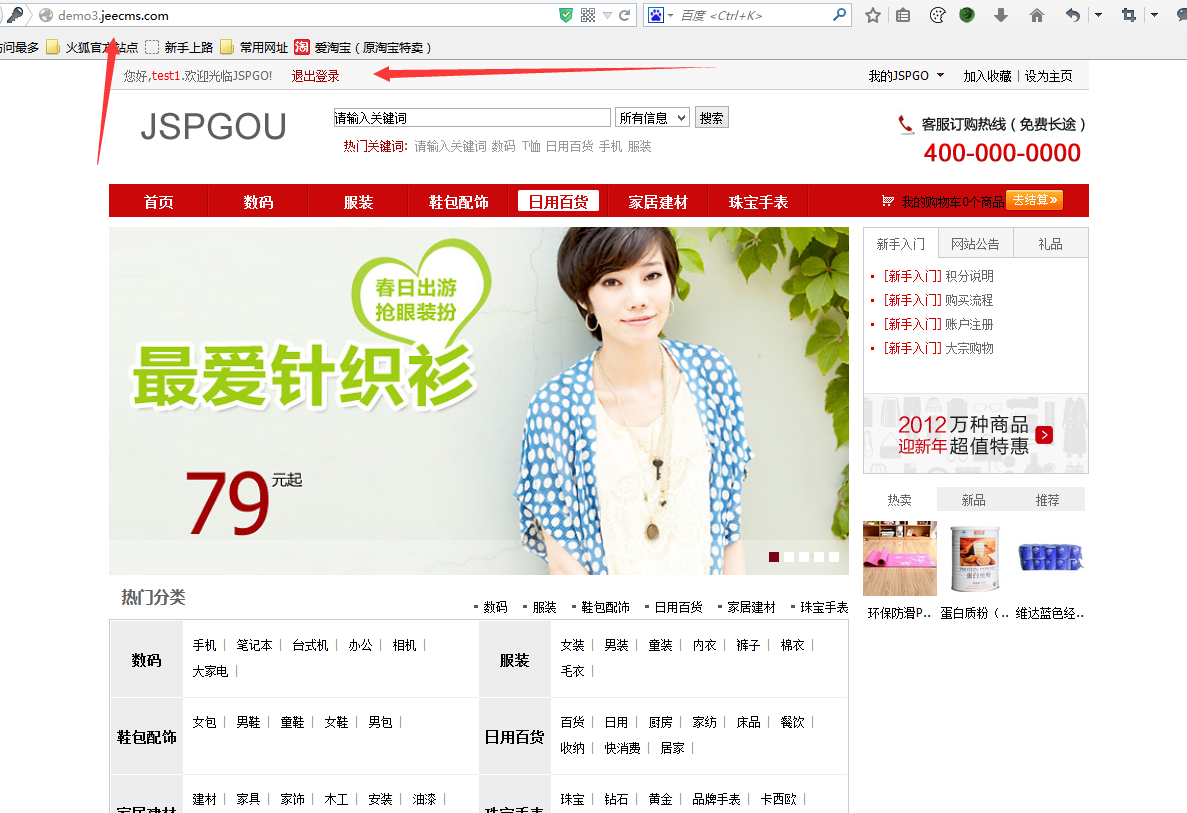 demo3.jeecms.com
百度 <Ctrl+K>
问最多 火狐官方站点 新手上路 常用网址 淘 爱淘宝（原淘宝特卖）
您好,test1.欢迎光临JSPGO! 退出登录
我的JSPGO 加入收藏 | 设为主页
JSPGOU
请输入关键词 所有信息 搜索
热门关键词: 请输入关键词 数码 T恤 日用百货 手机 服装
客服订购热线（免费长途）
400-000-0000
首页 数码 服装 鞋包配饰 日用百货 家居建材 珠宝手表
我的购物车0个商品 去结算»
春日出游
抢眼装扮
最爱针织衫
79元起
新手入门 网站公告 礼品
[新手入门] 积分说明
[新手入门] 购买流程
[新手入门] 账户注册
[新手入门] 大宗购物
2012万种商品
迎新年超值特惠
热卖 新品 推荐
蛋白质粉
环保防滑P.. 蛋白质粉（.. 维达蓝色经..
热门分类
数码 服装 鞋包配饰 日用百货 家居建材 珠宝手表
数码
手机 | 笔记本 | 台式机 | 办公 | 相机 |
大家电 |
服装
女装 | 男装 | 童装 | 内衣 | 裤子 | 棉衣 |
毛衣 |
鞋包配饰
女包 | 男鞋 | 童鞋 | 女鞋 | 男包 |
日用百货
百货 | 日用 | 厨房 | 家纺 | 床品 | 餐饮 |
收纳 | 快消费 | 居家 |
家居建材
建材 | 家具 | 家饰 | 木工 | 安装 | 油漆 |
珠宝手表
珠宝 | 钻石 | 黄金 | 品牌手表 | 卡西欧 |